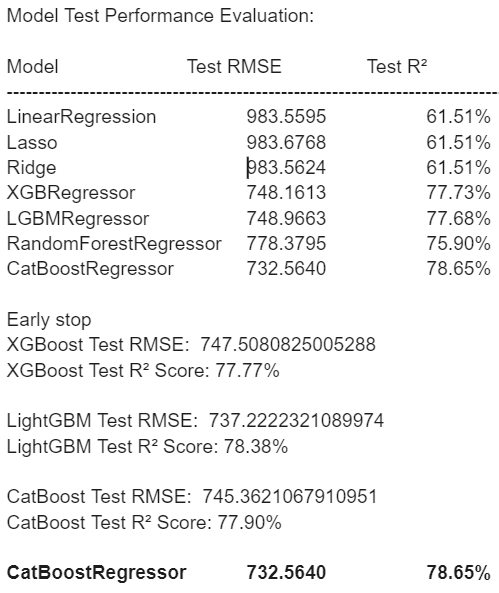 Model Test Performance Evaluation:
Model Test RMSE Test R²
--------------------------------------------------------------------------------
LinearRegression 983.5595 61.51%
Lasso 983.6768 61.51%
Ridge 983.5624 61.51%
XGBRegressor 748.1613 77.73%
LGBMRegressor 748.9663 77.68%
RandomForestRegressor 778.3795 75.90%
CatBoostRegressor 732.5640 78.65%
Early stop
XGBoost Test RMSE: 747.5080825005288
XGBoost Test R² Score: 77.77%
LightGBM Test RMSE: 737.2222321089974
LightGBM Test R² Score: 78.38%
CatBoost Test RMSE: 745.3621067910951
CatBoost Test R² Score: 77.90%
CatBoostRegressor 732.5640 78.65%